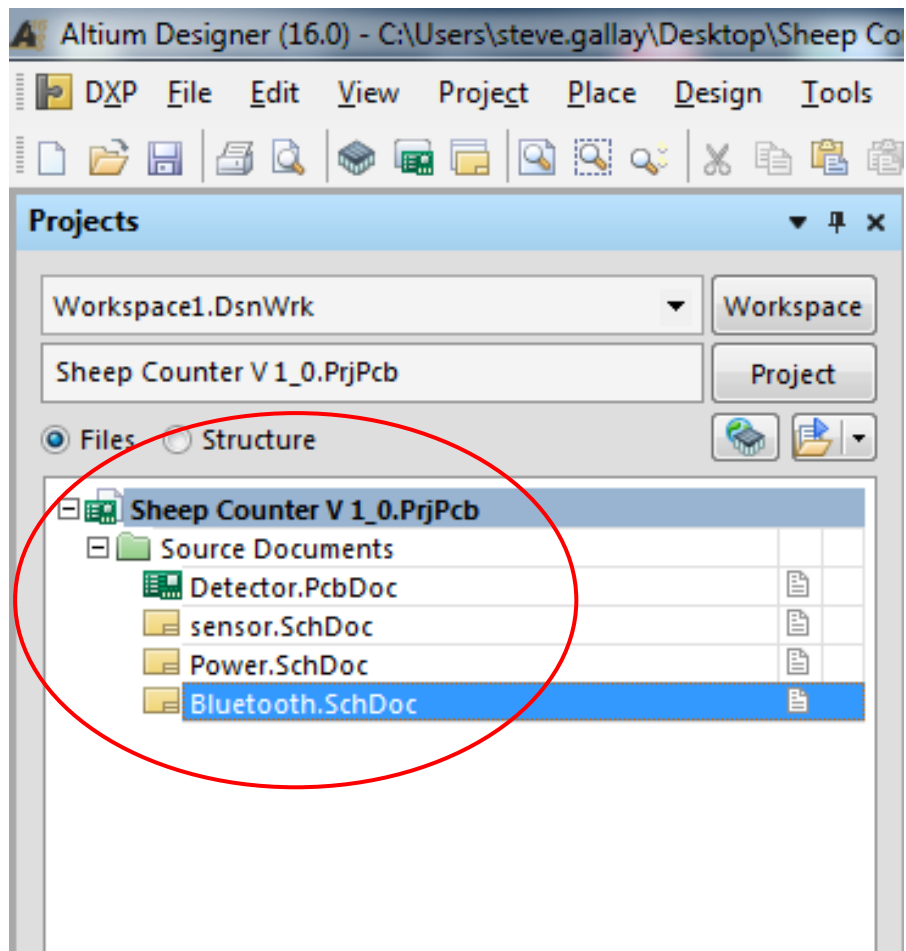 Altium Designer (16.0) - C:\Users\steve.gallay\Desktop\Sheep Co
DXP File Edit View Project Place Design Tools
Projects
Workspace1.DsnWrk Workspace
Sheep Counter V 1_0.PrjPcb Project
Files Structure
Sheep Counter V 1_0.PrjPcb
Source Documents
Detector.PcbDoc
sensor.SchDoc
Power.SchDoc
Bluetooth.SchDoc